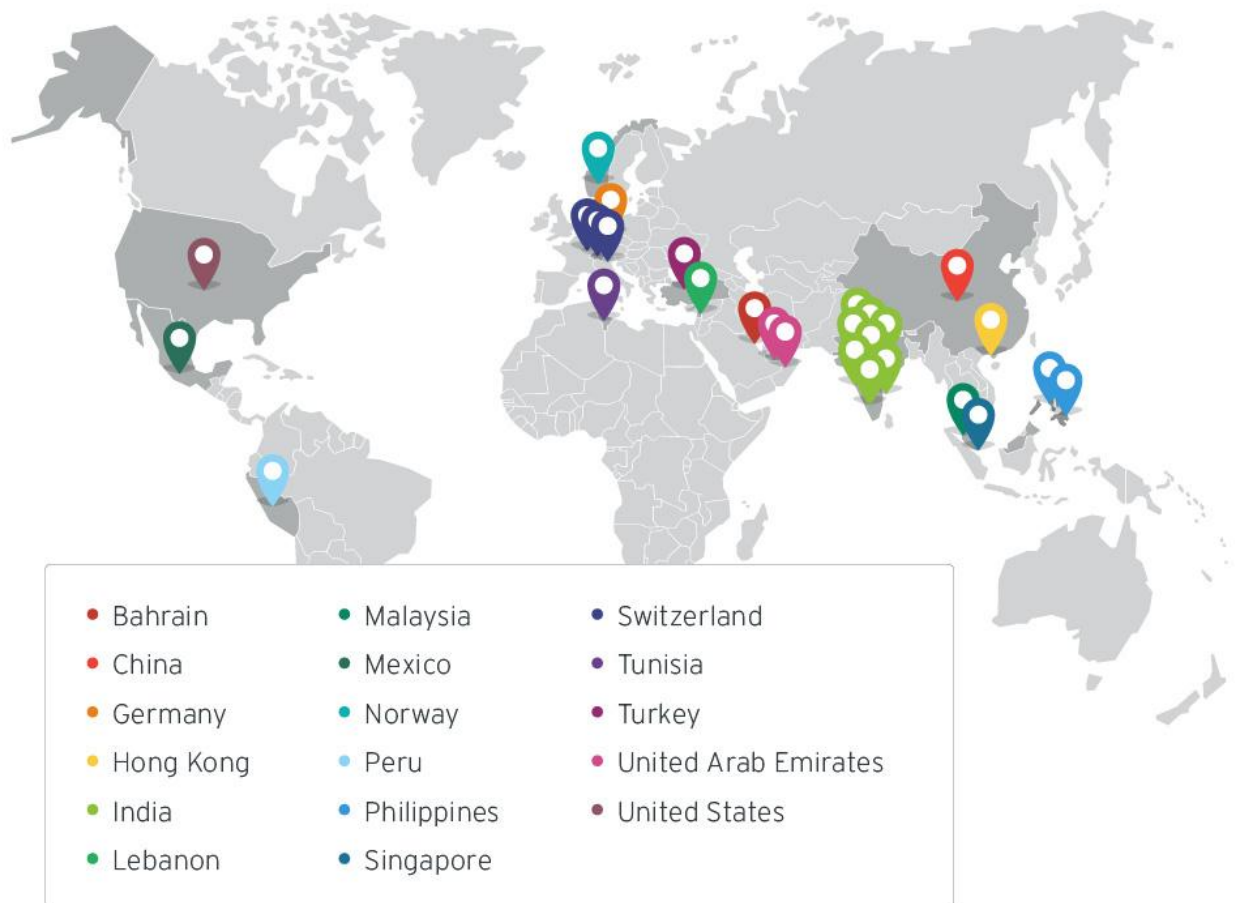 Bahrain
China
Germany
Hong Kong
India
Lebanon
Malaysia
Mexico
Norway
Peru
Philippines
Singapore
Switzerland
Tunisia
Turkey
United Arab Emirates
United States